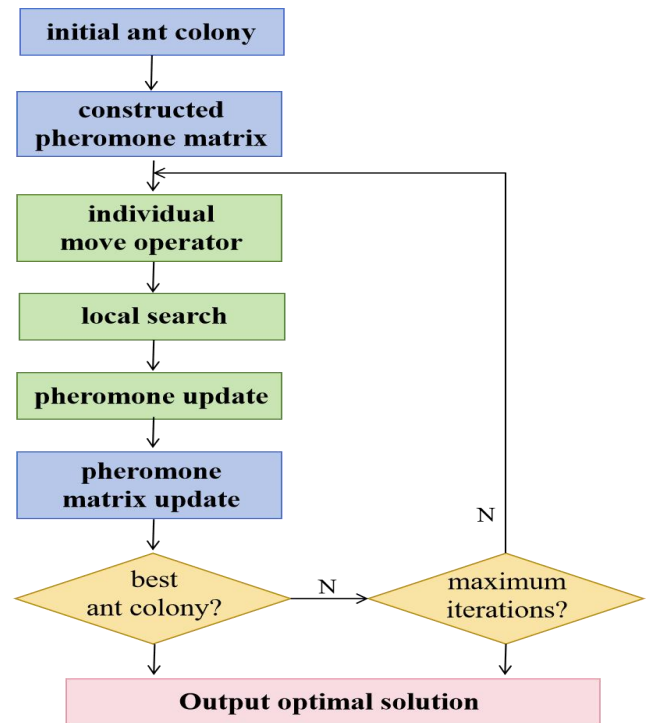 initial ant colony
constructed
pheromone matrix
individual
move operator
local search
pheromone update
pheromone
matrix update
N
best
ant colony?
N
maximum
iterations?
Output optimal solution